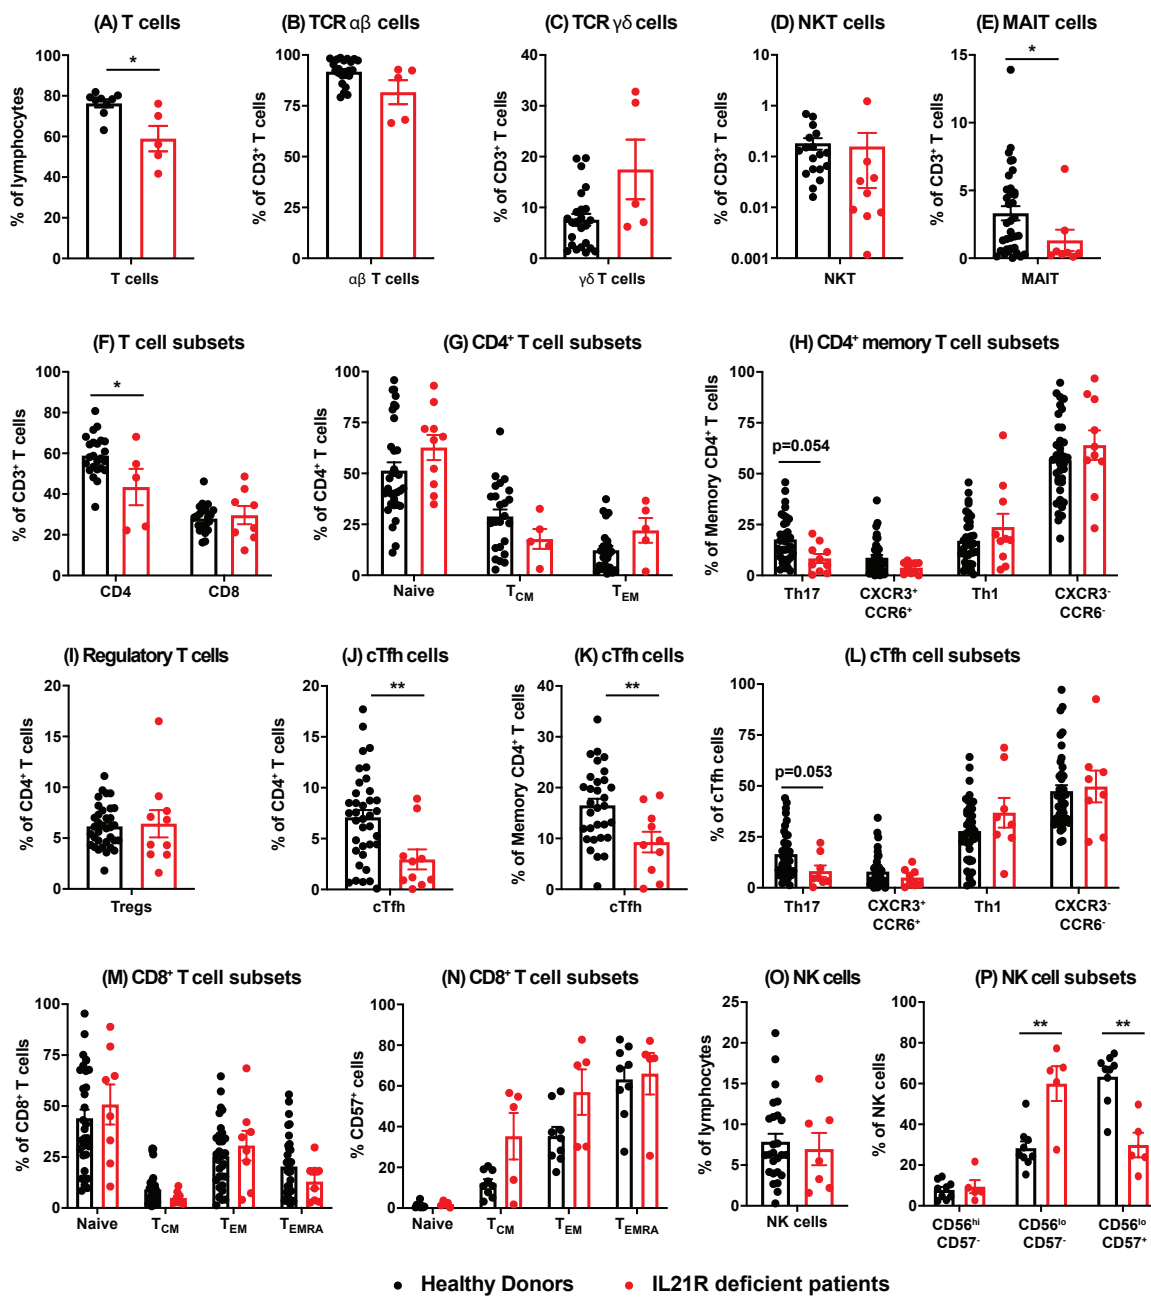 (A) T cells
(B) TCR αβ cells
(C) TCR γδ cells
(D) NKT cells
(E) MAIT cells
% of lymphocytes
100
80
60
40
20
0
*
T cells
% of CD3⁺ T cells
100
75
50
25
0
αβ T cells
% of CD3⁺ T cells
40
30
20
10
0
γδ T cells
% of CD3⁺ T cells
10
1
0.1
0.01
0.001
NKT
% of CD3⁺ T cells
15
10
5
0
*
MAIT
(F) T cell subsets
(G) CD4⁺ T cell subsets
(H) CD4⁺ memory T cell subsets
% of CD3⁺ T cells
100
80
60
40
20
0
*
CD4
CD8
% of CD4⁺ T cells
100
75
50
25
0
Naive
T_CM
T_EM
% of Memory CD4⁺ T cells
100
75
50
25
0
p=0.054
Th17
CXCR3⁺
CCR6⁺
Th1
CXCR3⁻
CCR6⁻
(I) Regulatory T cells
(J) cTfh cells
(K) cTfh cells
(L) cTfh cell subsets
% of CD4⁺ T cells
20
15
10
5
0
Tregs
% of CD4⁺ T cells
20
15
10
5
0
**
cTfh
% of Memory CD4⁺ T cells
40
30
20
10
0
**
cTfh
% of cTfh cells
100
75
50
25
0
p=0.053
Th17
CXCR3⁺
CCR6⁺
Th1
CXCR3⁻
CCR6⁻
(M) CD8⁺ T cell subsets
(N) CD8⁺ T cell subsets
(O) NK cells
(P) NK cell subsets
% of CD8⁺ T cells
100
75
50
25
0
Naive
T_CM
T_EM
T_EMRA
% CD57⁺ cells
100
80
60
40
20
0
Naive
T_CM
T_EM
T_EMRA
% of lymphocytes
25
20
15
10
5
0
NK cells
% of NK cells
100
80
60
40
20
0
**
**
CD56ʰⁱ
CD57⁻
CD56ˡᵒ
CD57⁻
CD56ˡᵒ
CD57⁺
Healthy Donors
IL21R deficient patients